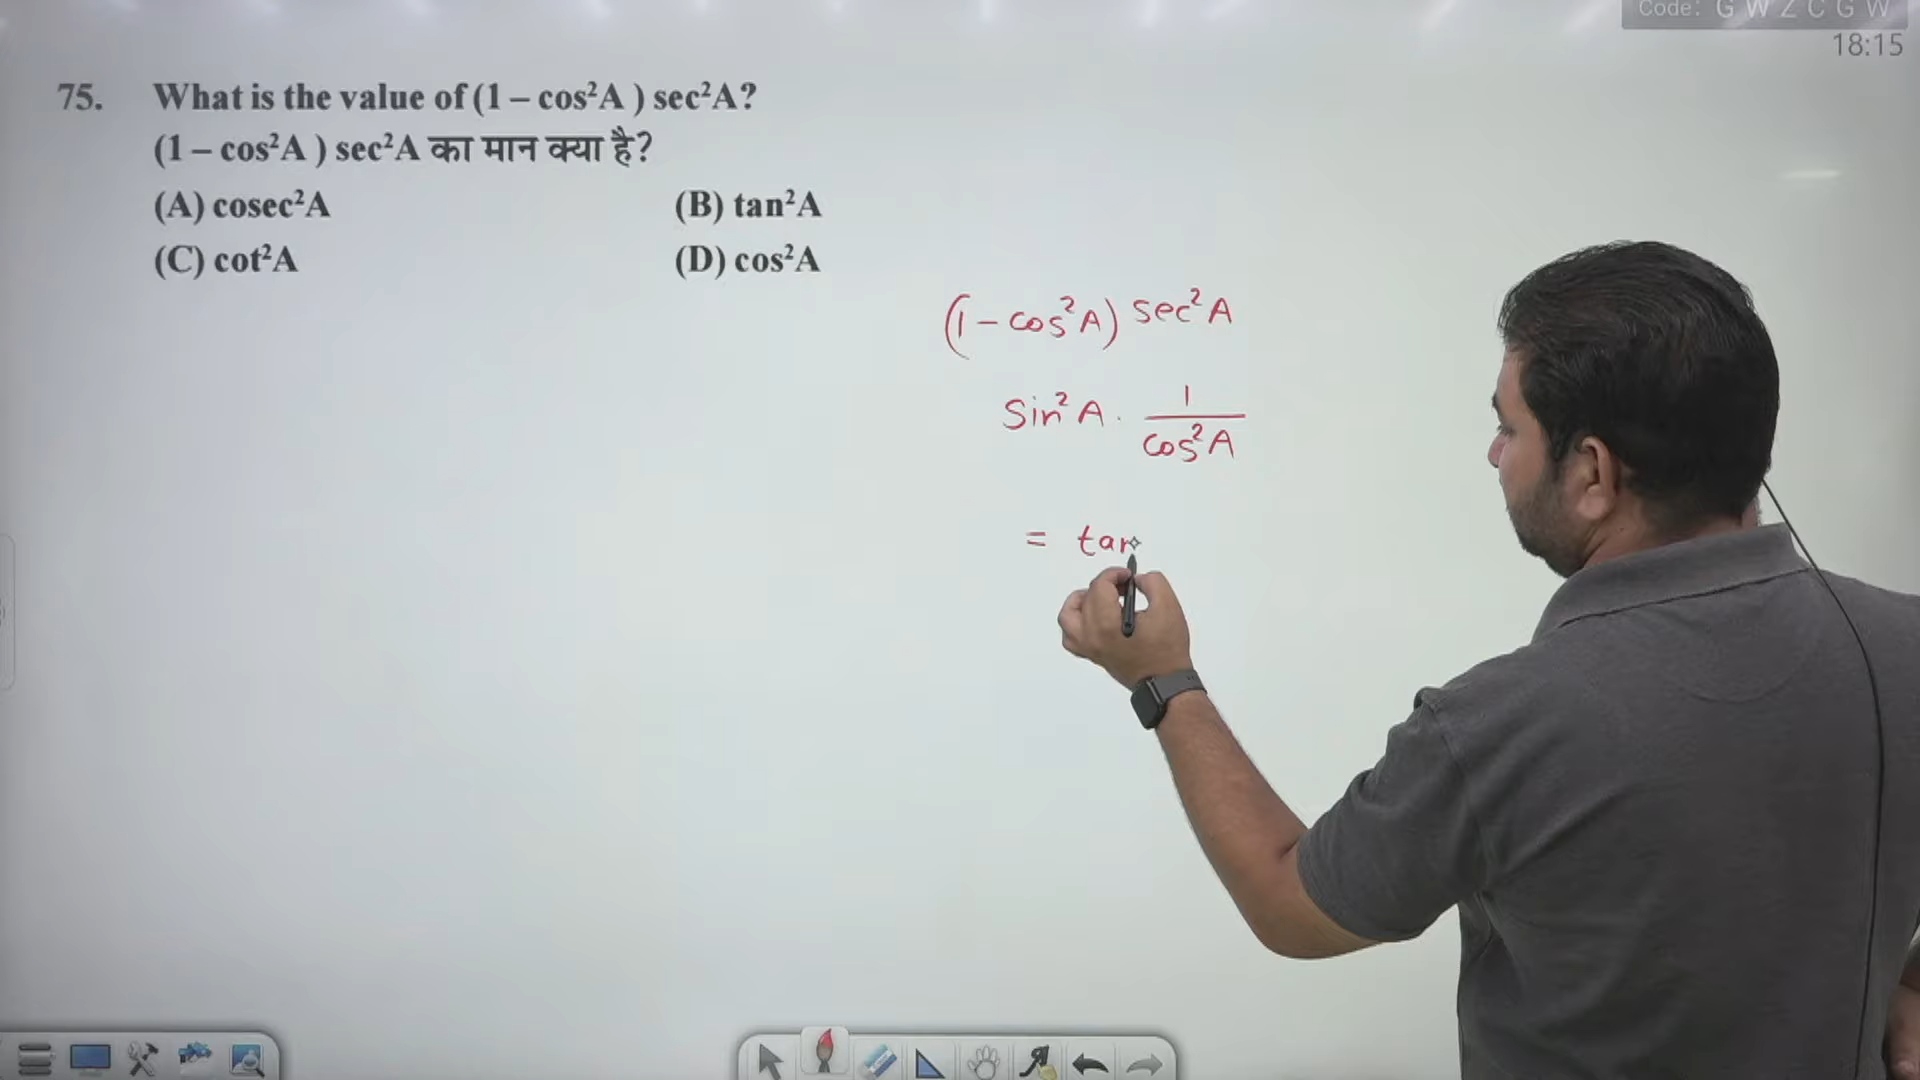 Code: G W Z C G W
18:15
75. What is the value of (1 – cos²A ) sec²A?
(1 – cos²A ) sec²A का मान क्या है?
(A) cosec²A (B) tan²A
(C) cot²A (D) cos²A
(1 - cos²A) sec²A
Sin²A · 1/cos²A
= tan